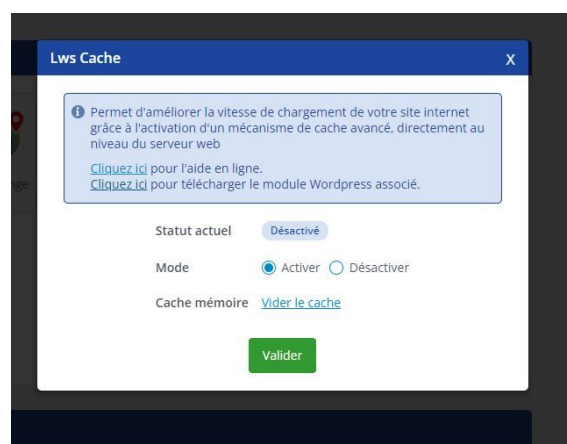 Lws Cache X
Permet d'améliorer la vitesse de chargement de votre site internet
grâce à l'activation d'un mécanisme de cache avancé, directement au
niveau du serveur web
Cliquez ici pour l'aide en ligne.
Cliquez ici pour télécharger le module Wordpress associé.
Statut actuel Désactivé
Mode Activer Désactiver
Cache mémoire Vider le cache
Valider